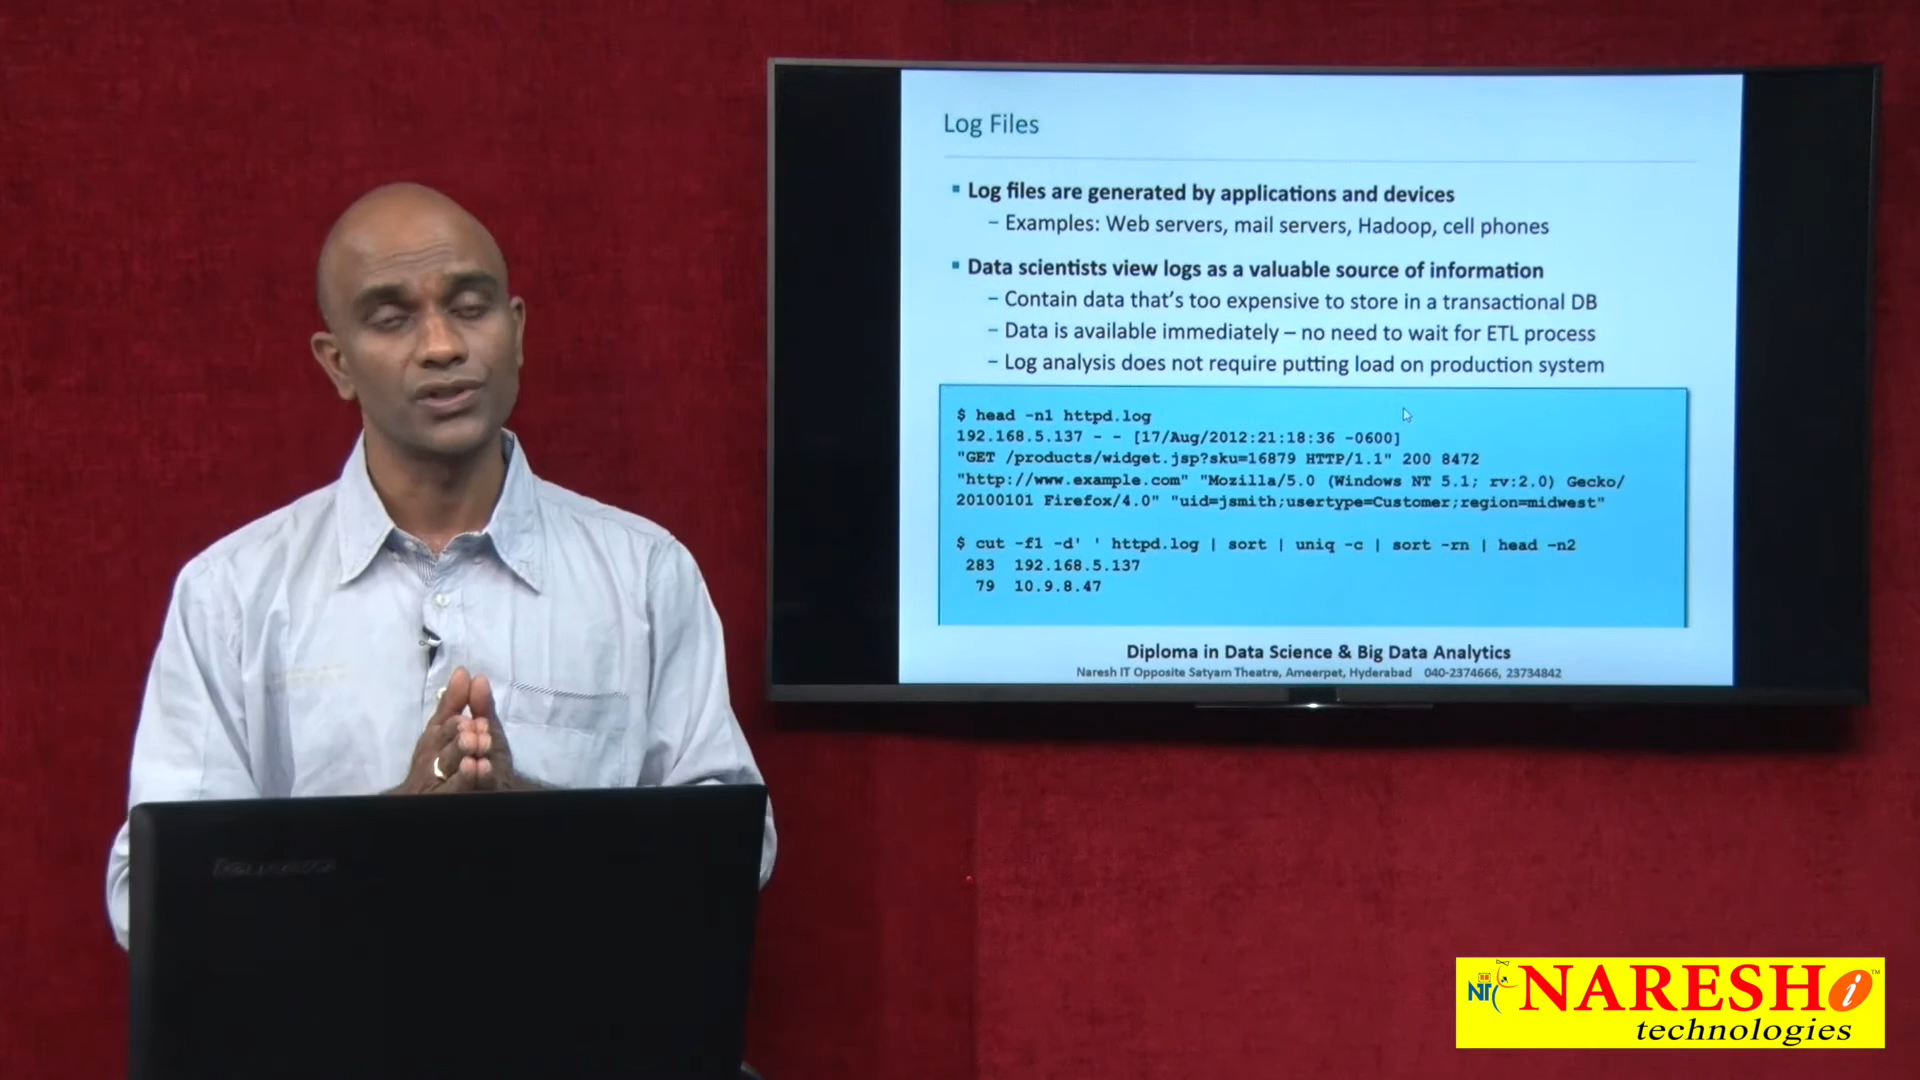 Log Files
Log files are generated by applications and devices
– Examples: Web servers, mail servers, Hadoop, cell phones
Data scientists view logs as a valuable source of information
– Contain data that's too expensive to store in a transactional DB
– Data is available immediately – no need to wait for ETL process
– Log analysis does not require putting load on production system
$ head -n1 httpd.log
192.168.5.137 - - [17/Aug/2012:21:18:36 -0600]
"GET /products/widget.jsp?sku=16879 HTTP/1.1" 200 8472
"http://www.example.com" "Mozilla/5.0 (Windows NT 5.1; rv:2.0) Gecko/
20100101 Firefox/4.0" "uid=jsmith;usertype=Customer;region=midwest"
$ cut -f1 -d' ' httpd.log | sort | uniq -c | sort -rn | head -n2
283 192.168.5.137
79 10.9.8.47
Diploma in Data Science & Big Data Analytics
Naresh IT Opposite Satyam Theatre, Ameerpet, Hyderabad 040-2374666, 23734842
NARESH i TM
technologies